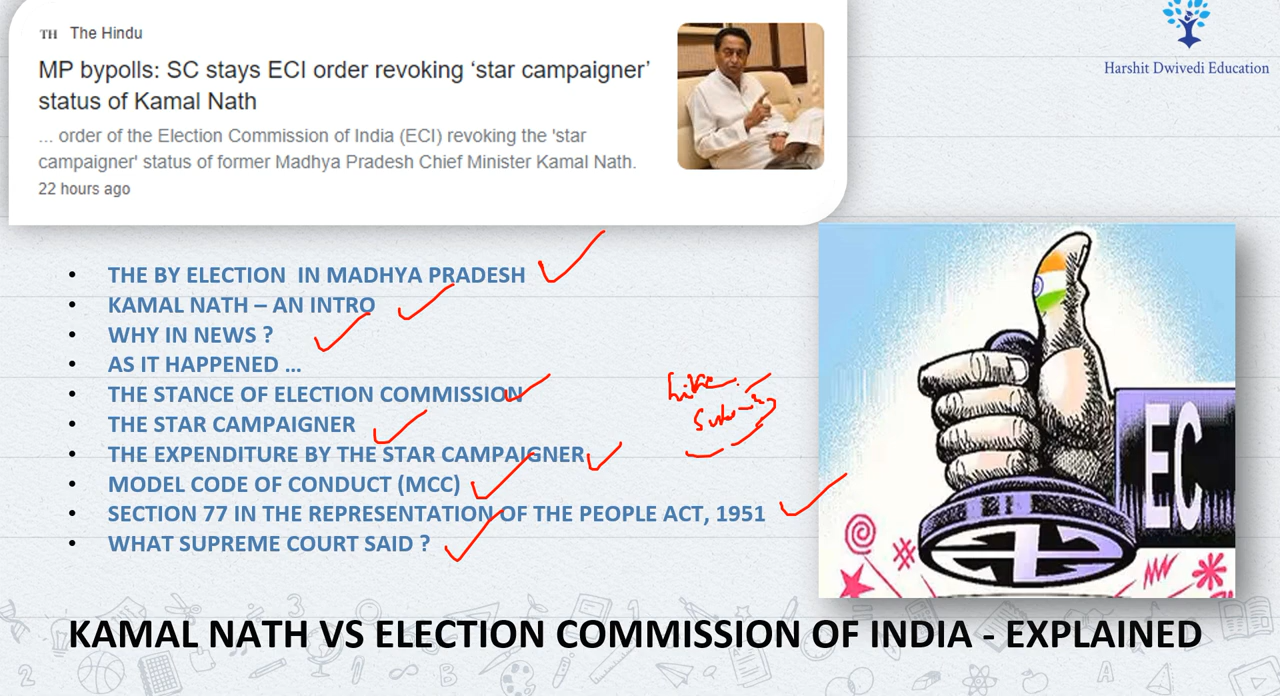 TH The Hindu
MP bypolls: SC stays ECI order revoking ‘star campaigner’
status of Kamal Nath
... order of the Election Commission of India (ECI) revoking the 'star
campaigner' status of former Madhya Pradesh Chief Minister Kamal Nath.
22 hours ago
Harshit Dwivedi Education
• THE BY ELECTION IN MADHYA PRADESH
• KAMAL NATH – AN INTRO
• WHY IN NEWS ?
• AS IT HAPPENED ...
• THE STANCE OF ELECTION COMMISSION
• THE STAR CAMPAIGNER
• THE EXPENDITURE BY THE STAR CAMPAIGNER
• MODEL CODE OF CONDUCT (MCC)
• SECTION 77 IN THE REPRESENTATION OF THE PEOPLE ACT, 1951
• WHAT SUPREME COURT SAID ?
Like
EC
KAMAL NATH VS ELECTION COMMISSION OF INDIA - EXPLAINED